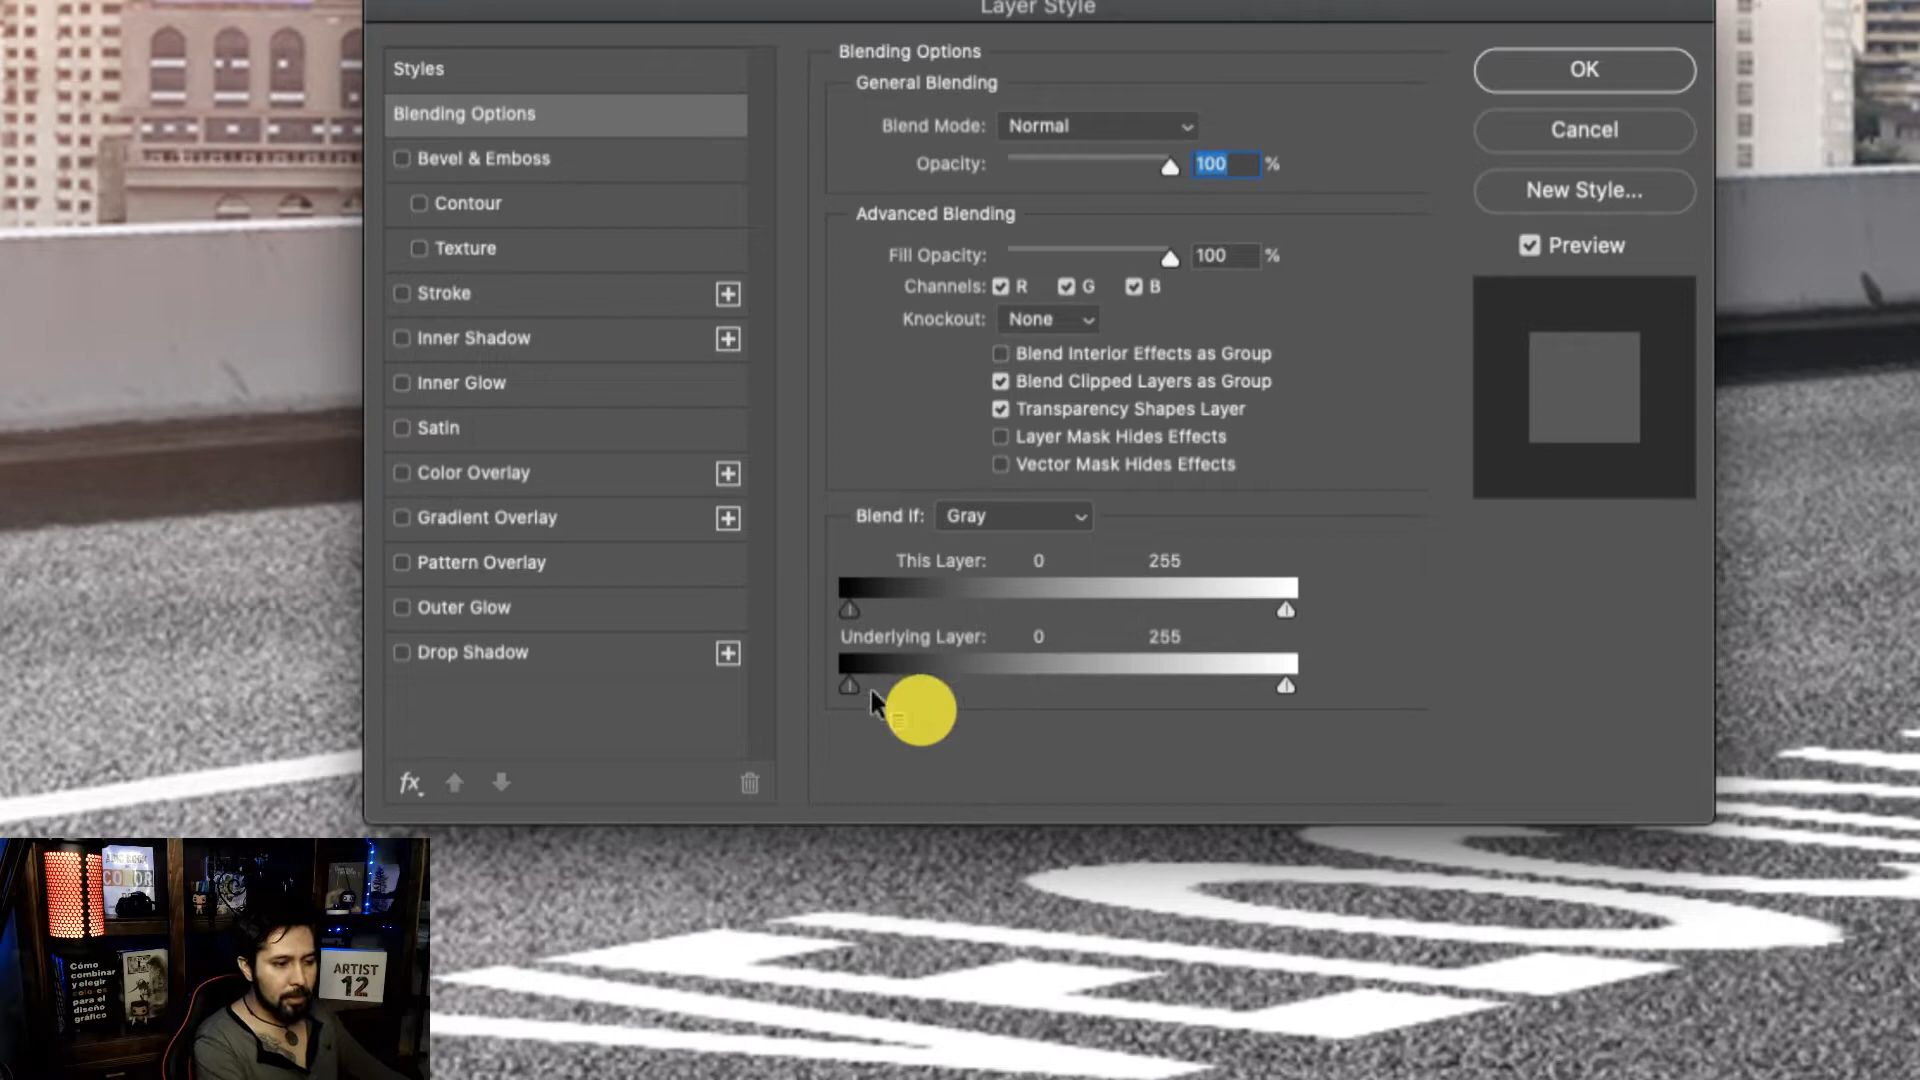 Layer Style
Styles
Blending Options
Bevel & Emboss
Contour
Texture
Stroke
Inner Shadow
Inner Glow
Satin
Color Overlay
Gradient Overlay
Pattern Overlay
Outer Glow
Drop Shadow
fx
Blending Options
General Blending
Blend Mode: Normal
Opacity: 100 %
Advanced Blending
Fill Opacity: 100 %
Channels: R G B
Knockout: None
Blend Interior Effects as Group
Blend Clipped Layers as Group
Transparency Shapes Layer
Layer Mask Hides Effects
Vector Mask Hides Effects
Blend If: Gray
This Layer: 0 255
Underlying Layer: 0 255
OK
Cancel
New Style...
Preview
COLOR
Cómo
combinar
y elegir
colores
para el
diseño
gráfico
ARTIST
12